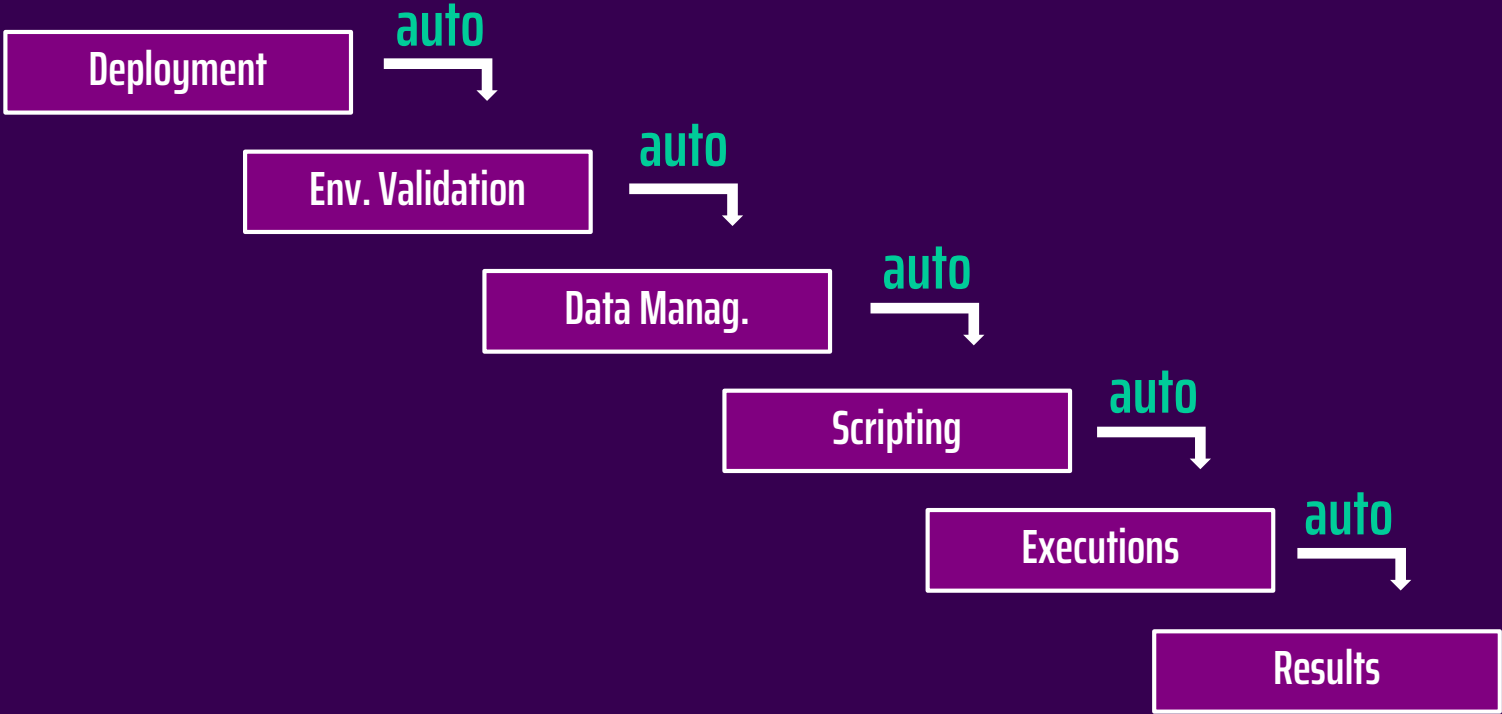 auto
Deployment
auto
Env. Validation
auto
Data Manag.
auto
Scripting
auto
Executions
Results